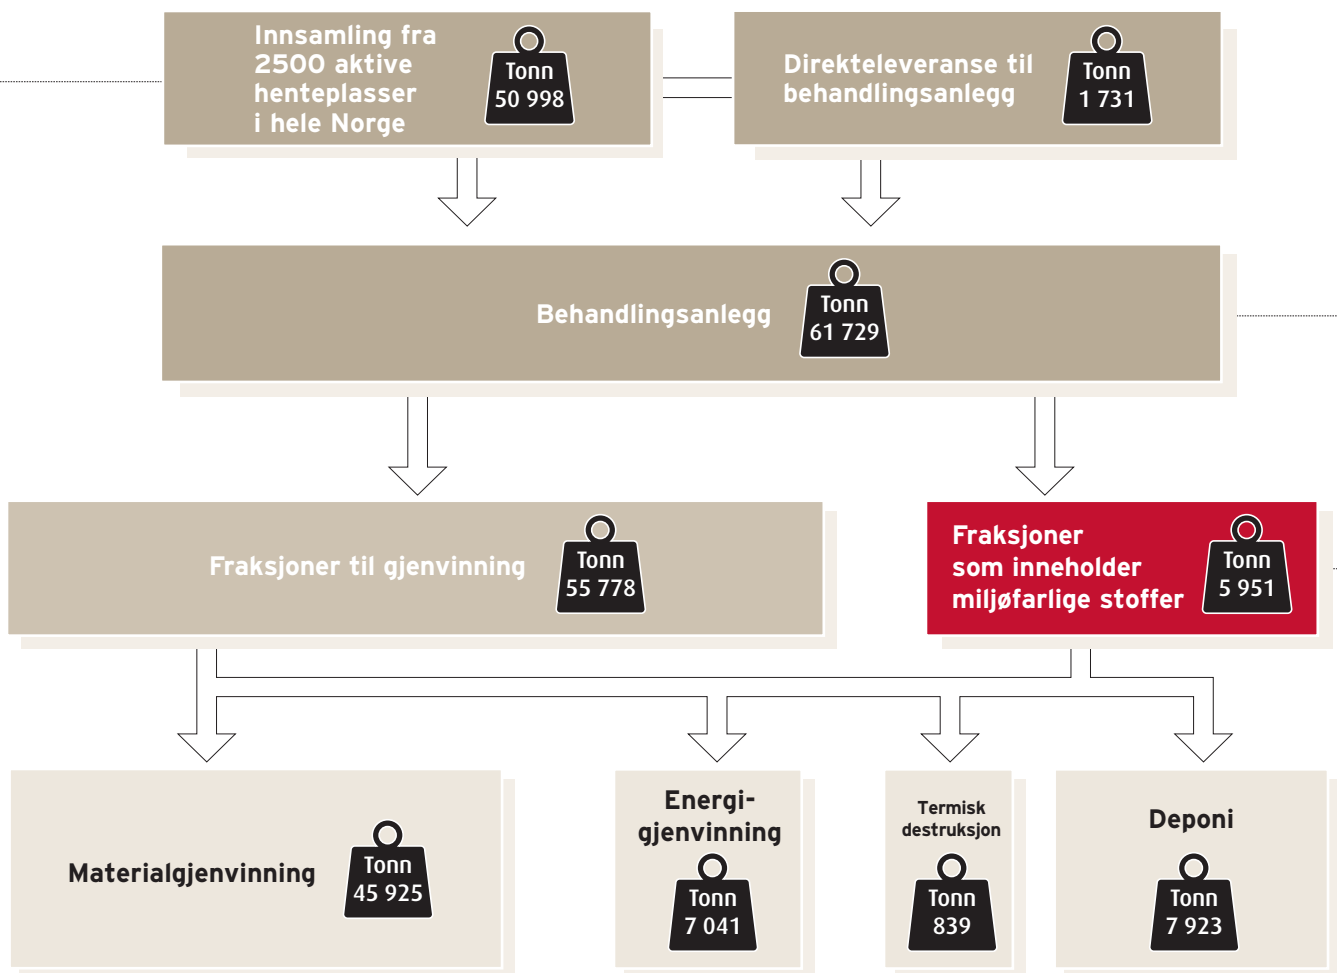 Innsamling fra
2500 aktive
henteplasser
i hele Norge
Tonn
50 998
Direkteleveranse til
behandlingsanlegg
Tonn
1 731
Behandlingsanlegg
Tonn
61 729
Fraksjoner til gjenvinning
Tonn
55 778
Fraksjoner
som inneholder
miljøfarlige stoffer
Tonn
5 951
Materialgjenvinning
Tonn
45 925
Energi-
gjenvinning
Tonn
7 041
Termisk
destruksjon
Tonn
839
Deponi
Tonn
7 923